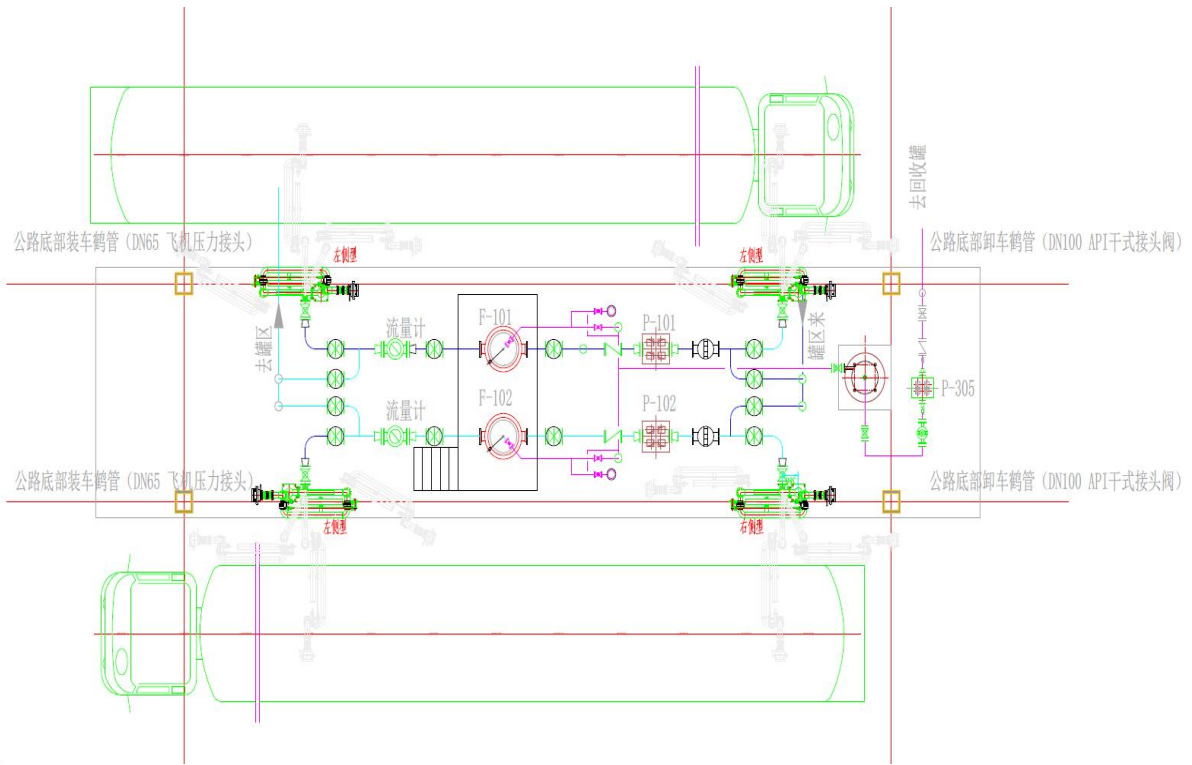 去回收罐
公路底部装车鹤管（DN65 飞机压力接头）
左侧型
左侧型
公路底部卸车鹤管（DN100 API干式接头阀）
去罐区
流量计
F-101
P-101
罐区来
流量计
F-102
P-102
P-305
公路底部装车鹤管（DN65 飞机压力接头）
公路底部卸车鹤管（DN100 API干式接头阀）
左侧型
右侧型